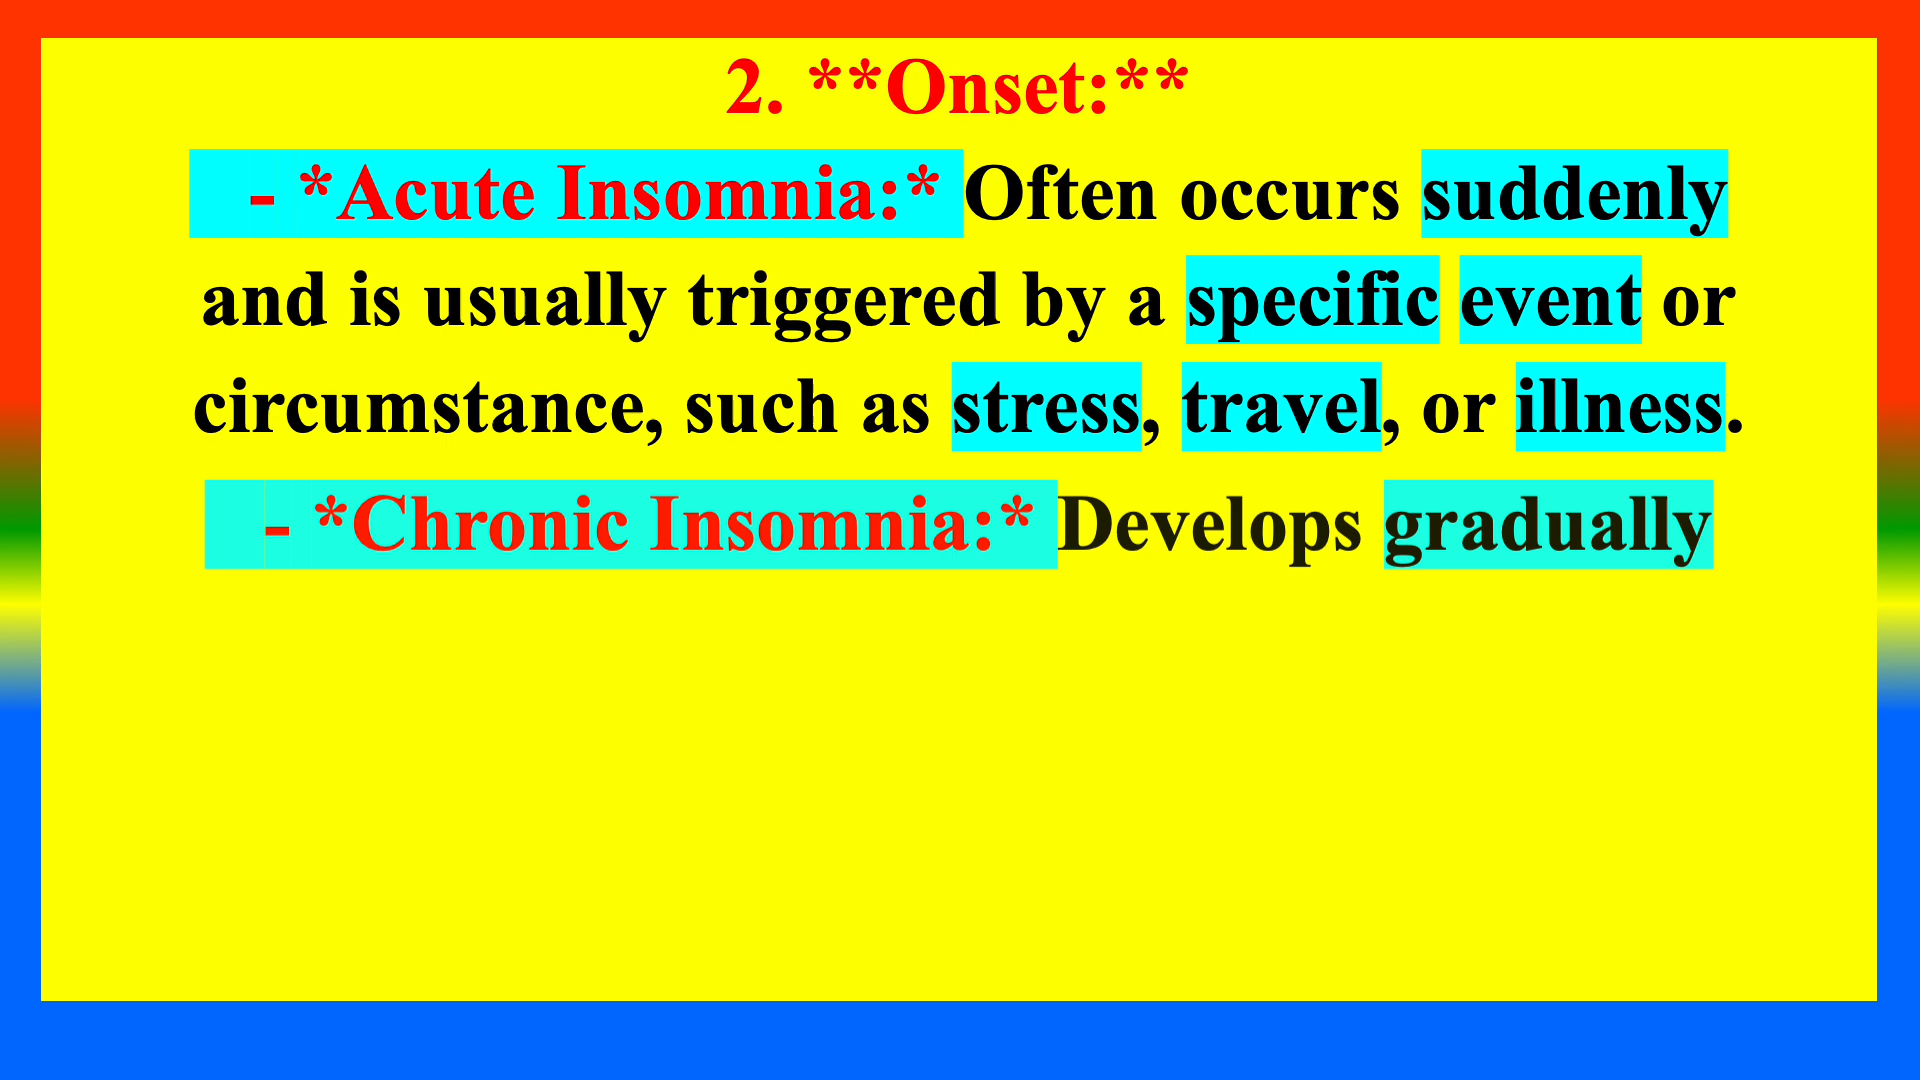 2. **Onset:**
- *Acute Insomnia:* Often occurs suddenly
and is usually triggered by a specific event or
circumstance, such as stress, travel, or illness.
- *Chronic Insomnia:* Develops gradually